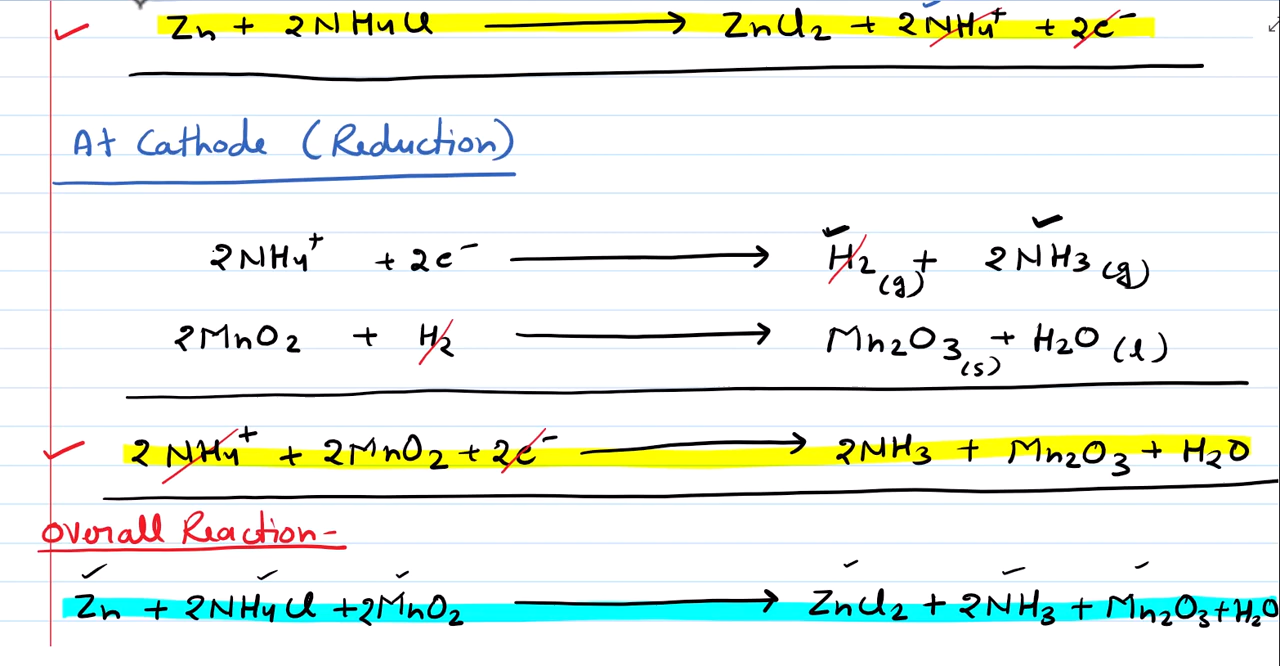 Zn + 2NH4Cl ⟶ ZnCl2 + 2NH4+ + 2e-
At Cathode (Reduction)
2NH4+ + 2e- ⟶ H2(g) + 2NH3(g)
2MnO2 + H2 ⟶ Mn2O3(s) + H2O(l)
2NH4+ + 2MnO2 + 2e- ⟶ 2NH3 + Mn2O3 + H2O
Overall Reaction-
Zn + 2NH4Cl + 2MnO2 ⟶ ZnCl2 + 2NH3 + Mn2O3 + H2O